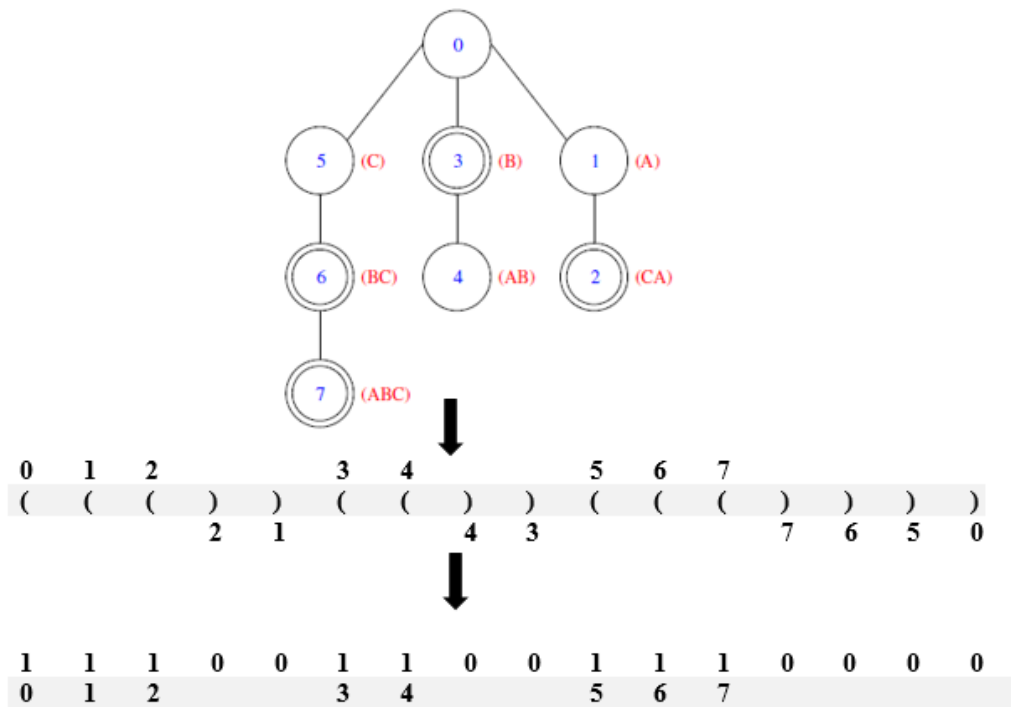 0
5 (C) 3 (B) 1 (A)
6 (BC) 4 (AB) 2 (CA)
7 (ABC)
0 1 2 3 4 5 6 7
( ( ( ) ) ( ( ) ) ( ( ( ) ) ) )
2 1 4 3 7 6 5 0
1 1 1 0 0 1 1 0 0 1 1 1 0 0 0 0
0 1 2 3 4 5 6 7